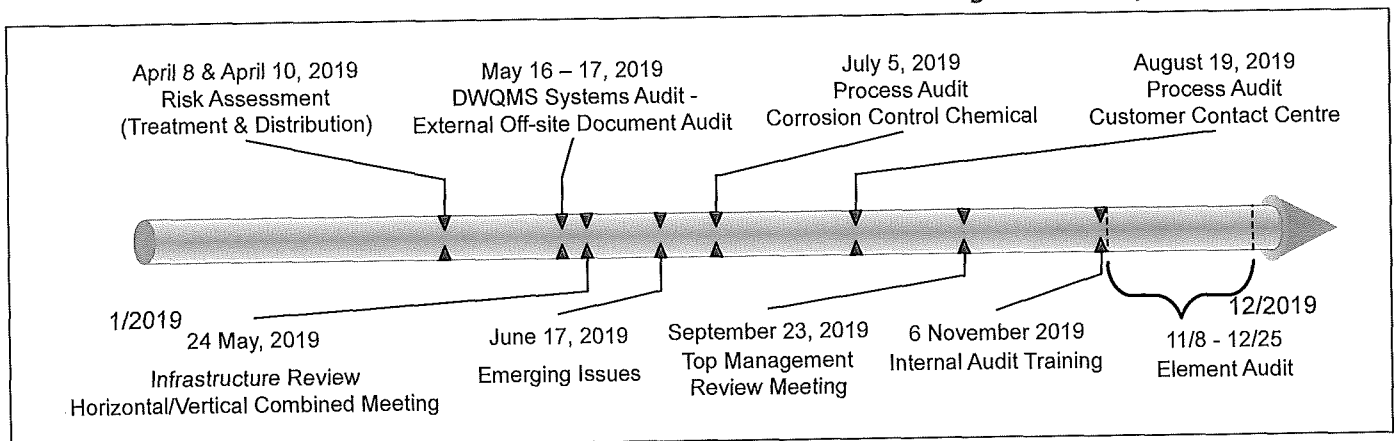 April 8 & April 10, 2019
Risk Assessment
(Treatment & Distribution)
May 16 – 17, 2019
DWQMS Systems Audit -
External Off-site Document Audit
July 5, 2019
Process Audit
Corrosion Control Chemical
August 19, 2019
Process Audit
Customer Contact Centre
1/2019
24 May, 2019
Infrastructure Review
Horizontal/Vertical Combined Meeting
June 17, 2019
Emerging Issues
September 23, 2019
Top Management
Review Meeting
6 November 2019
Internal Audit Training
12/2019
11/8 - 12/25
Element Audit